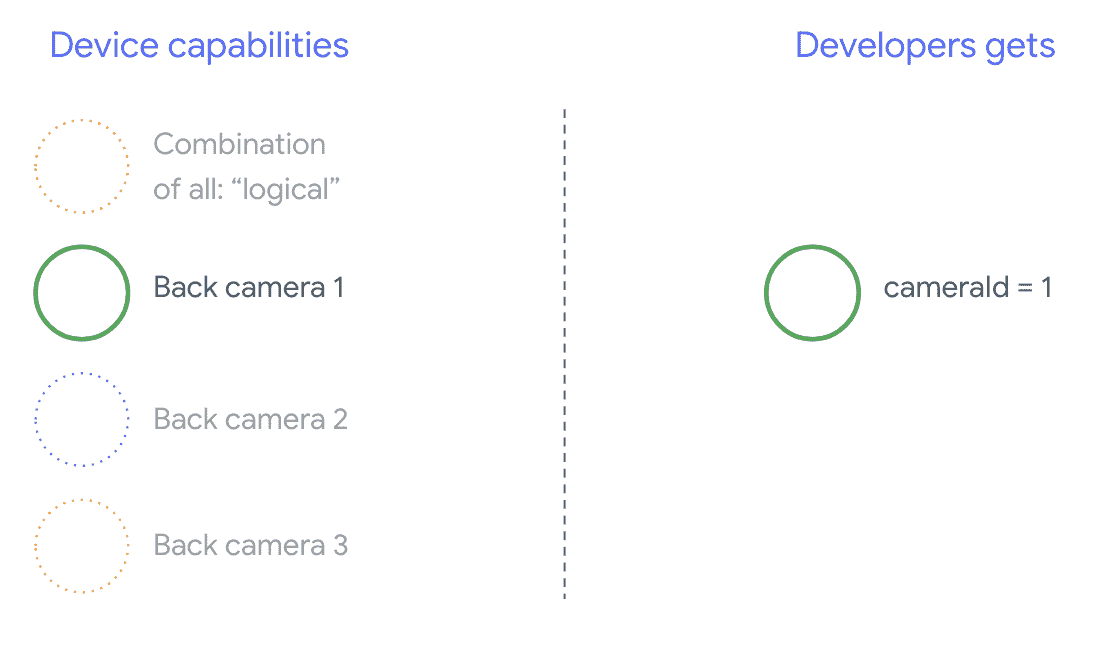 Device capabilities
Developers gets
Combination
of all: “logical”
Back camera 1
cameraId = 1
Back camera 2
Back camera 3